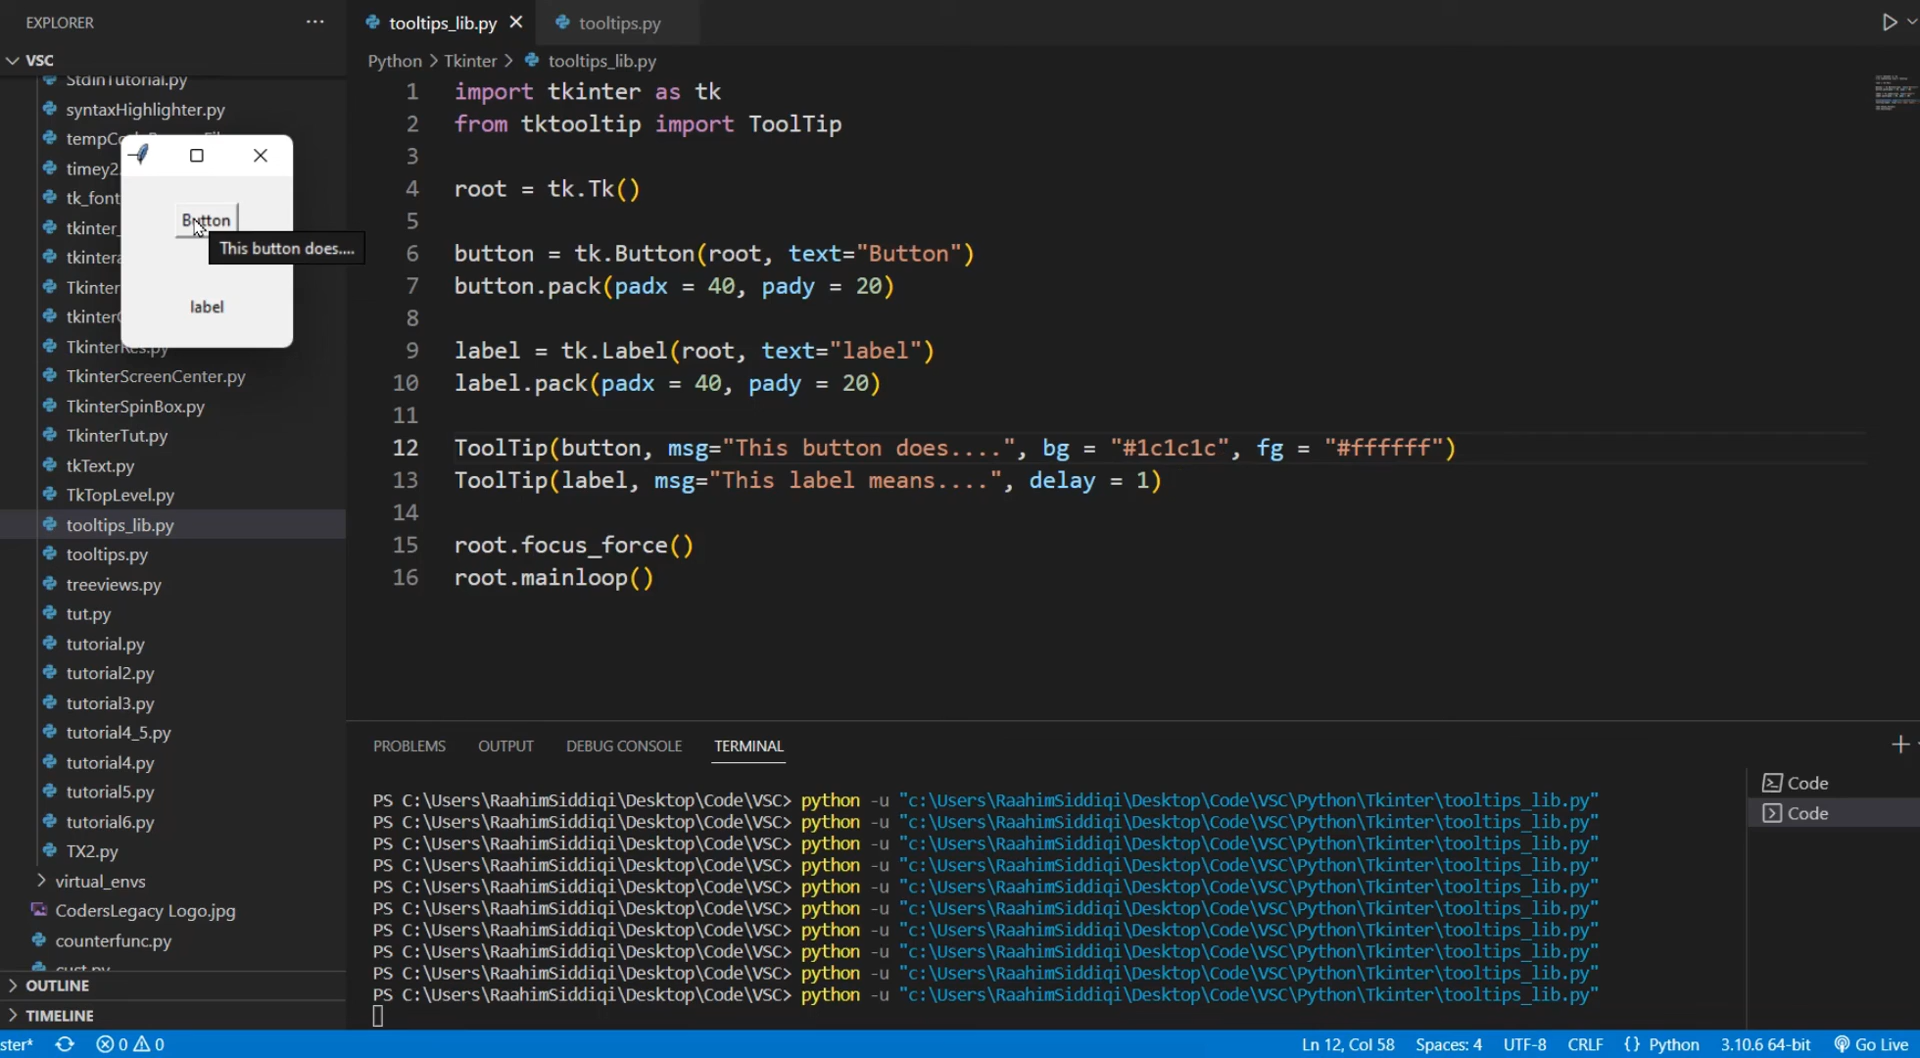 EXPLORER
VSC
StdinTutorial.py
syntaxHighlighter.py
timey2
tk_font
tkinter_
Tkinter
TkinterRes.py
TkinterScreenCenter.py
TkinterSpinBox.py
TkinterTut.py
tkText.py
TkTopLevel.py
tooltips_lib.py
tooltips.py
treeviews.py
tut.py
tutorial.py
tutorial2.py
tutorial3.py
tutorial4_5.py
tutorial4.py
tutorial5.py
tutorial6.py
TX2.py
virtual_envs
CodersLegacy Logo.jpg
counterfunc.py
cust.py
OUTLINE
TIMELINE
Button
This button does....
label
tooltips_lib.py
tooltips.py
Python > Tkinter > tooltips_lib.py
1 import tkinter as tk
2 from tktooltip import ToolTip
3
4 root = tk.Tk()
5
6 button = tk.Button(root, text="Button")
7 button.pack(padx = 40, pady = 20)
8
9 label = tk.Label(root, text="label")
10 label.pack(padx = 40, pady = 20)
11
12 ToolTip(button, msg="This button does....", bg = "#1c1c1c", fg = "#ffffff")
13 ToolTip(label, msg="This label means....", delay = 1)
14
15 root.focus_force()
16 root.mainloop()
PROBLEMS OUTPUT DEBUG CONSOLE TERMINAL
PS C:\Users\RaahimSiddiqi\Desktop\Code\VSC> python -u "c:\Users\RaahimSiddiqi\Desktop\Code\VSC\Python\Tkinter\tooltips_lib.py"
PS C:\Users\RaahimSiddiqi\Desktop\Code\VSC> python -u "c:\Users\RaahimSiddiqi\Desktop\Code\VSC\Python\Tkinter\tooltips_lib.py"
PS C:\Users\RaahimSiddiqi\Desktop\Code\VSC> python -u "c:\Users\RaahimSiddiqi\Desktop\Code\VSC\Python\Tkinter\tooltips_lib.py"
PS C:\Users\RaahimSiddiqi\Desktop\Code\VSC> python -u "c:\Users\RaahimSiddiqi\Desktop\Code\VSC\Python\Tkinter\tooltips_lib.py"
PS C:\Users\RaahimSiddiqi\Desktop\Code\VSC> python -u "c:\Users\RaahimSiddiqi\Desktop\Code\VSC\Python\Tkinter\tooltips_lib.py"
PS C:\Users\RaahimSiddiqi\Desktop\Code\VSC> python -u "c:\Users\RaahimSiddiqi\Desktop\Code\VSC\Python\Tkinter\tooltips_lib.py"
PS C:\Users\RaahimSiddiqi\Desktop\Code\VSC> python -u "c:\Users\RaahimSiddiqi\Desktop\Code\VSC\Python\Tkinter\tooltips_lib.py"
PS C:\Users\RaahimSiddiqi\Desktop\Code\VSC> python -u "c:\Users\RaahimSiddiqi\Desktop\Code\VSC\Python\Tkinter\tooltips_lib.py"
PS C:\Users\RaahimSiddiqi\Desktop\Code\VSC> python -u "c:\Users\RaahimSiddiqi\Desktop\Code\VSC\Python\Tkinter\tooltips_lib.py"
PS C:\Users\RaahimSiddiqi\Desktop\Code\VSC> python -u "c:\Users\RaahimSiddiqi\Desktop\Code\VSC\Python\Tkinter\tooltips_lib.py"
Code
Code
ster* 0 0 Ln 12, Col 58 Spaces: 4 UTF-8 CRLF {} Python 3.10.6 64-bit Go Live